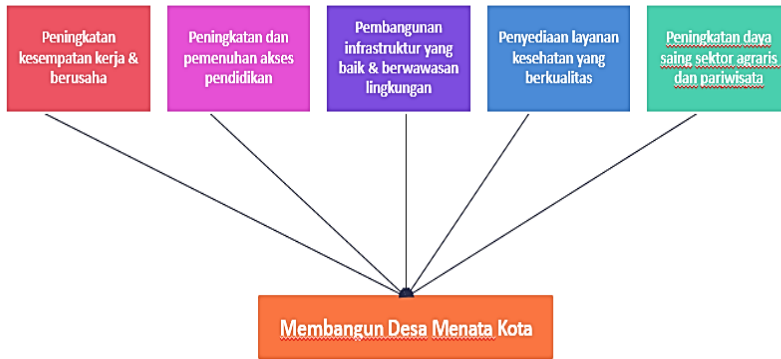 Peningkatan
kesempatan kerja &
berusaha
Peningkatan dan
pemenuhan akses
pendidikan
Pembangunan
infrastruktur yang
baik & berwawasan
lingkungan
Penyediaan layanan
kesehatan yang
berkualitas
Peningkatan daya
saing sektor agraris
dan pariwisata
Membangun Desa Menata Kota